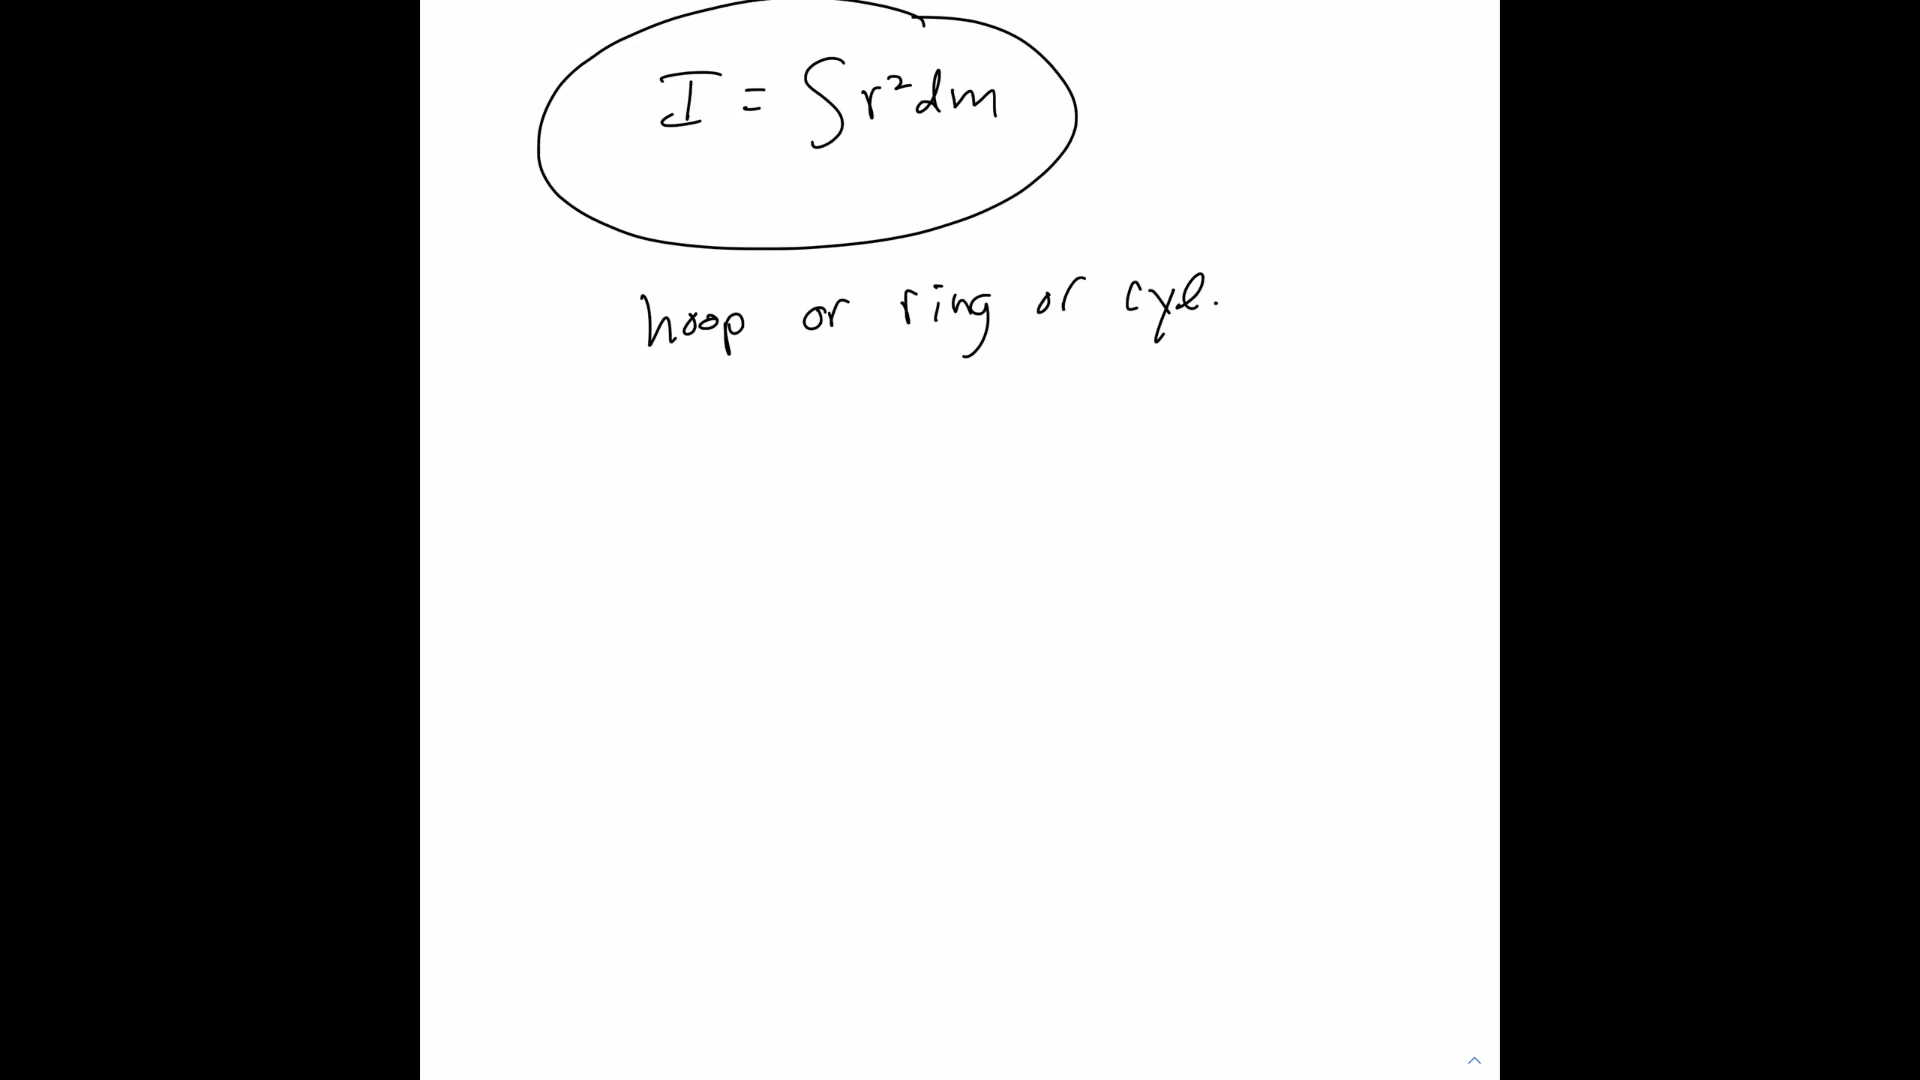 I = ∫r²dm
hoop or ring or cyl.